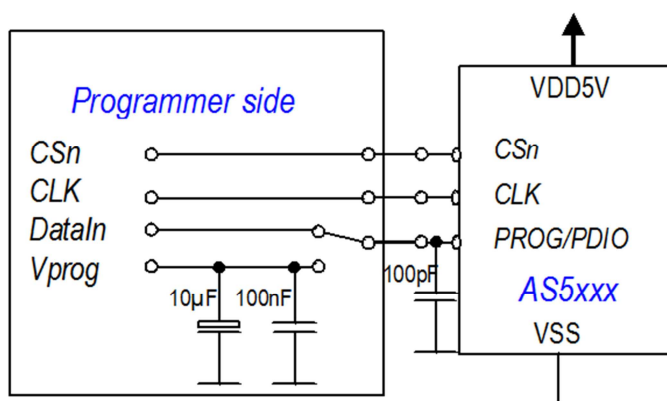 VDD5V
Programmer side
CSn
CSn
CLK
CLK
DataIn
PROG/PDIO
Vprog
10µF
100nF
100pF
AS5xxx
VSS